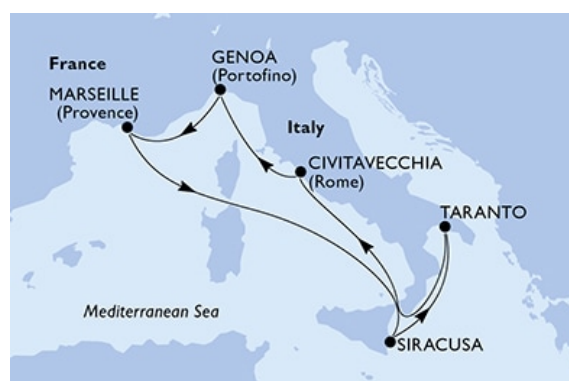 GENOA
(Portofino)
France
MARSEILLE
(Provence)
Italy
CIVITAVECCHIA
(Rome)
TARANTO
Mediterranean Sea
SIRACUSA